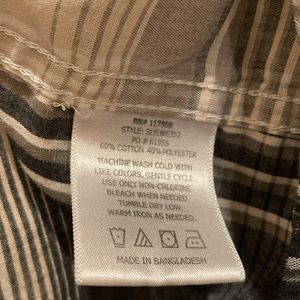 RN# 117508
STYLE: 3LYLW6352
PO # 61955
60% COTTON 40% POLYESTER
MACHINE WASH COLD WITH
LIKE COLORS. GENTLE CYCLE.
USE ONLY NON-CHLORINE
BLEACH WHEN NEEDED.
TUMBLE DRY LOW.
WARM IRON AS NEEDED.
MADE IN BANGLADESH